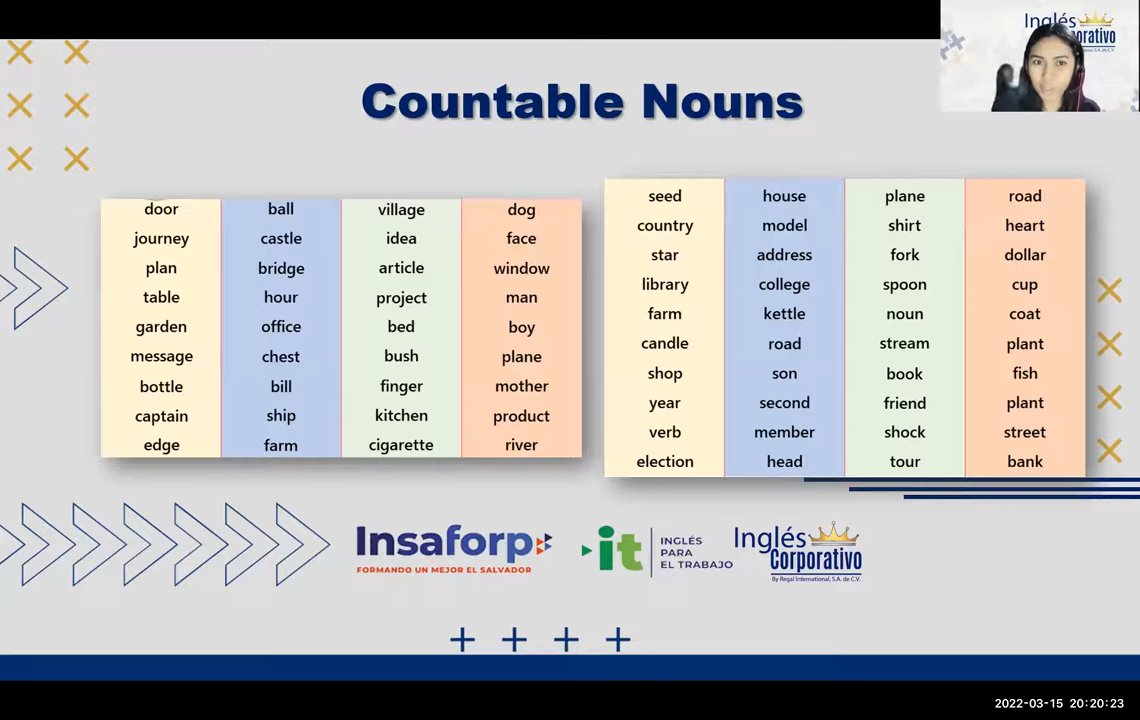 Inglés
orativo
Countable Nouns
door ball village dog
journey castle idea face
plan bridge article window
table hour project man
garden office bed boy
message chest bush plane
bottle bill finger mother
captain ship kitchen product
edge farm cigarette river
seed house plane road
country model shirt heart
star address fork dollar
library college spoon cup
farm kettle noun coat
candle road stream plant
shop son book fish
year second friend plant
verb member shock street
election head tour bank
Insaforp
FORMANDO UN MEJOR EL SALVADOR
it
INGLÉS
PARA
EL TRABAJO
Inglés
Corporativo
By Regal International, S.A. de C.V.
2022-03-15 20:20:23